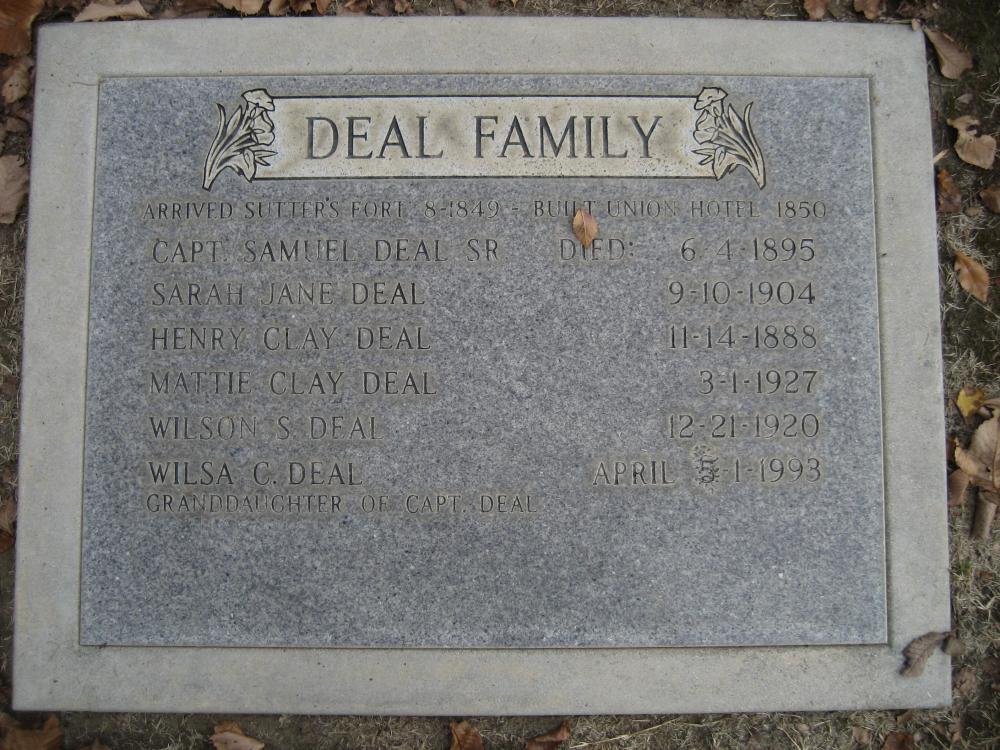 DEAL FAMILY
ARRIVED SUTTER'S FORT 8-1849 - BUILT UNION HOTEL 1850
CAPT. SAMUEL DEAL SR. DIED: 6-4-1895
SARAH JANE DEAL 9-10-1904
HENRY CLAY DEAL 11-14-1888
MATTIE CLAY DEAL 3-1-1927
WILSON S. DEAL 12-21-1920
WILSA C. DEAL APRIL -1-1993
GRANDDAUGHTER OF CAPT. DEAL